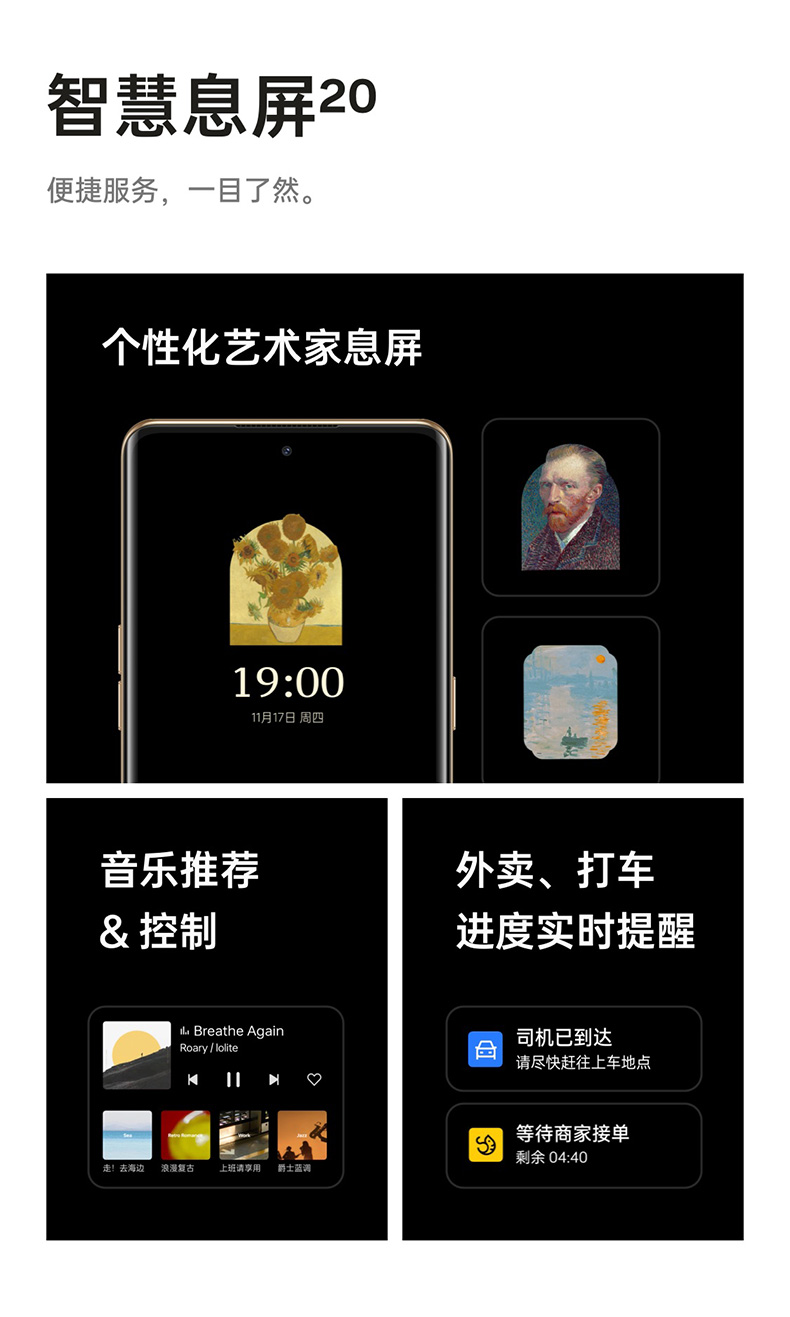 智慧息屏20
便捷服务，一目了然。
个性化艺术家息屏
19:00
11月17日 周四
音乐推荐
& 控制
Breathe Again
Roary / lolite
Sea
Retro Romance
Work
Jazz
走！去海边
浪漫复古
上班请享用
爵士蓝调
外卖、打车
进度实时提醒
司机已到达
请尽快赶往上车地点
等待商家接单
剩余 04:40